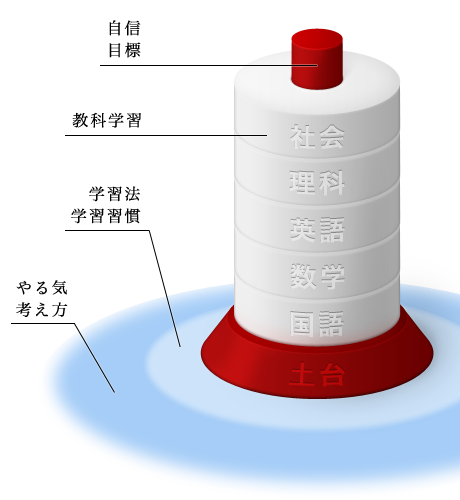 自信
目標
教科学習
社会
理科
学習法
学習習慣
英語
数学
やる気
考え方
国語
土台